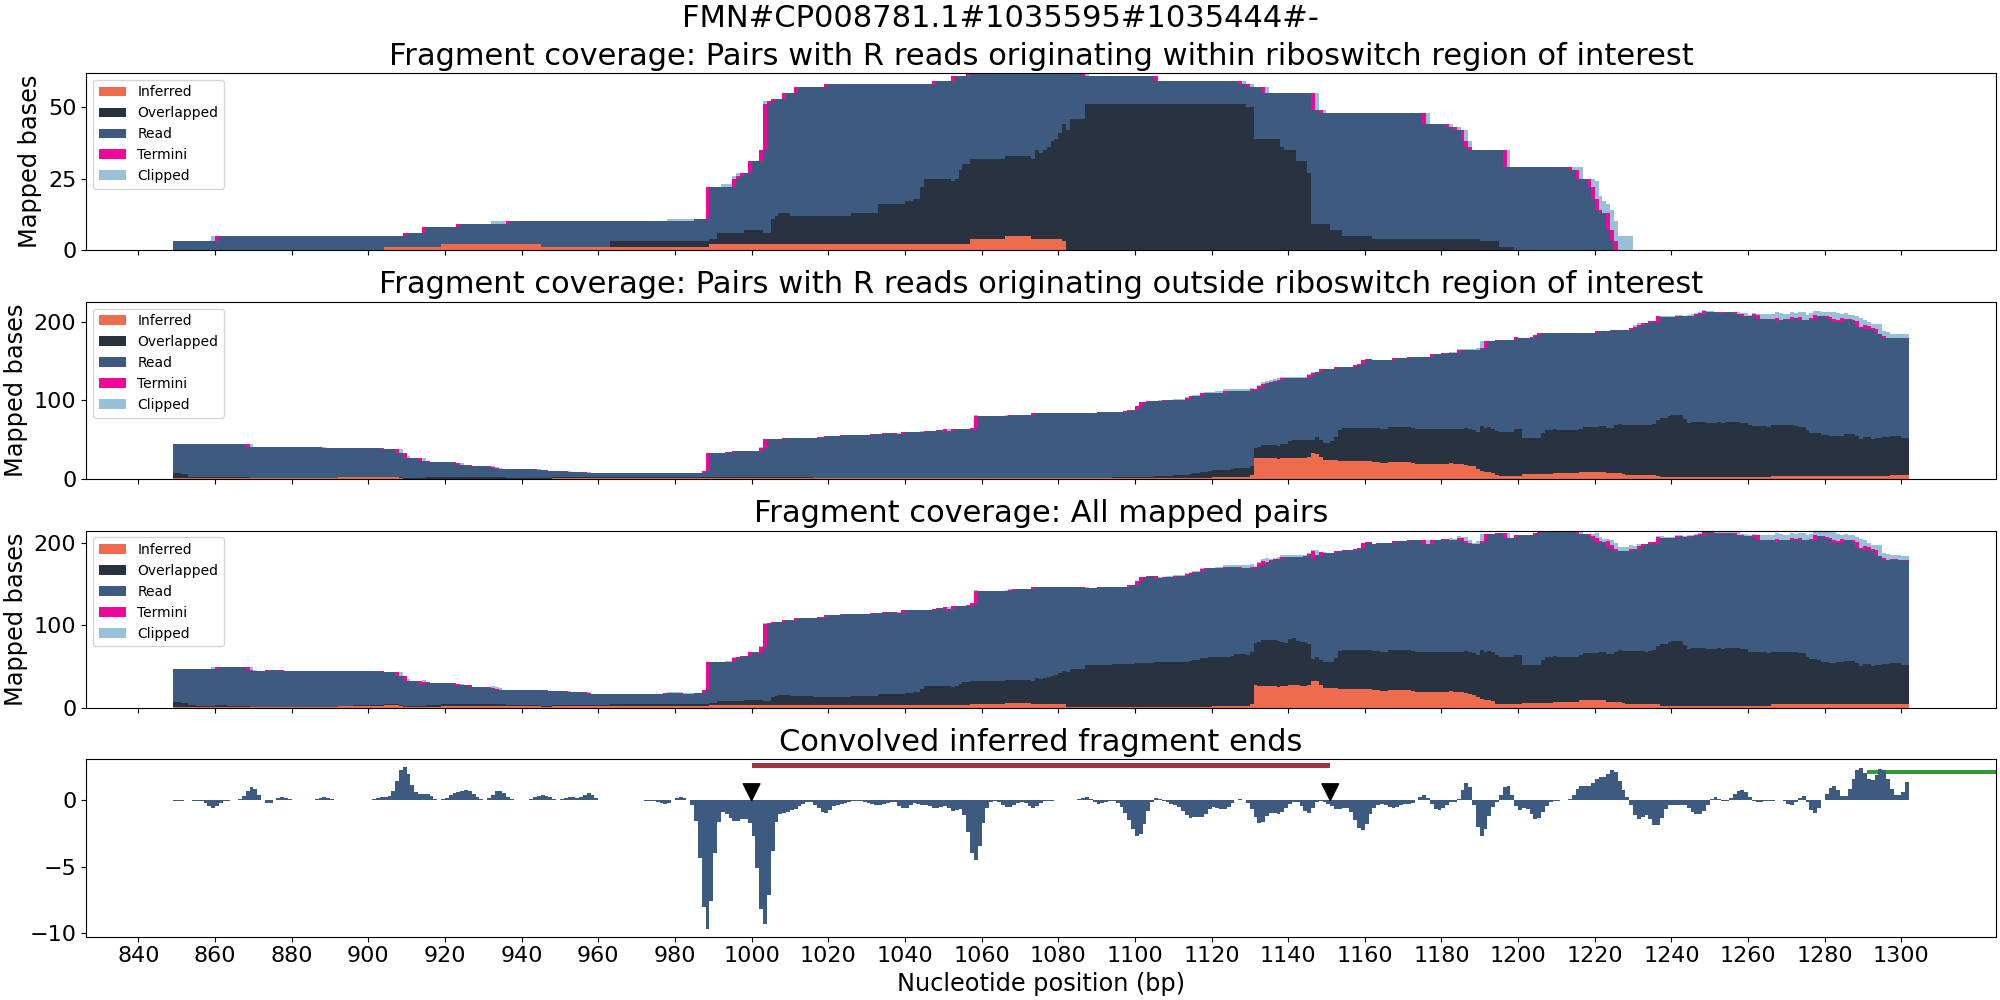 FMN#CP008781.1#1035595#1035444#-
Fragment coverage: Pairs with R reads originating within riboswitch region of interest
Mapped bases
50
25
0
Inferred
Overlapped
Read
Termini
Clipped
Fragment coverage: Pairs with R reads originating outside riboswitch region of interest
Mapped bases
200
100
0
Inferred
Overlapped
Read
Termini
Clipped
Fragment coverage: All mapped pairs
Mapped bases
200
100
0
Inferred
Overlapped
Read
Termini
Clipped
Convolved inferred fragment ends
0
−5
−10
840 860 880 900 920 940 960 980 1000 1020 1040 1060 1080 1100 1120 1140 1160 1180 1200 1220 1240 1260 1280 1300
Nucleotide position (bp)